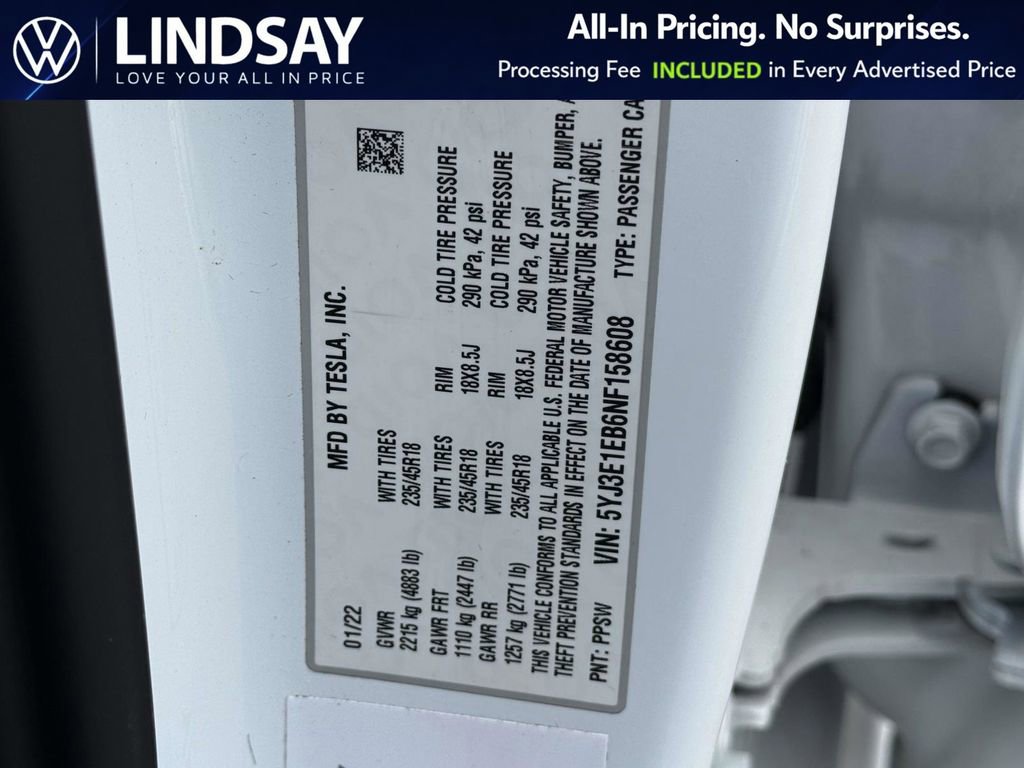 LINDSAY
LOVE YOUR ALL IN PRICE
All-In Pricing. No Surprises.
Processing Fee INCLUDED in Every Advertised Price
MFD BY TESLA, INC.
01/22
GVWR WITH TIRES RIM COLD TIRE PRESSURE
2215 kg (4883 lb) 235/45R18 18X8.5J 290 kPa, 42 psi
GAWR FRT WITH TIRES RIM COLD TIRE PRESSURE
1110 kg (2447 lb) 235/45R18 18X8.5J 290 kPa, 42 psi
GAWR RR WITH TIRES
1257 kg (2771 lb) 235/45R18
THIS VEHICLE CONFORMS TO ALL APPLICABLE U.S. FEDERAL MOTOR VEHICLE SAFETY, BUMPER,
THEFT PREVENTION STANDARDS IN EFFECT ON THE DATE OF MANUFACTURE SHOWN ABOVE.
PNT: PPSW VIN: 5YJ3E1EB6NF158608 TYPE: PASSENGER CA